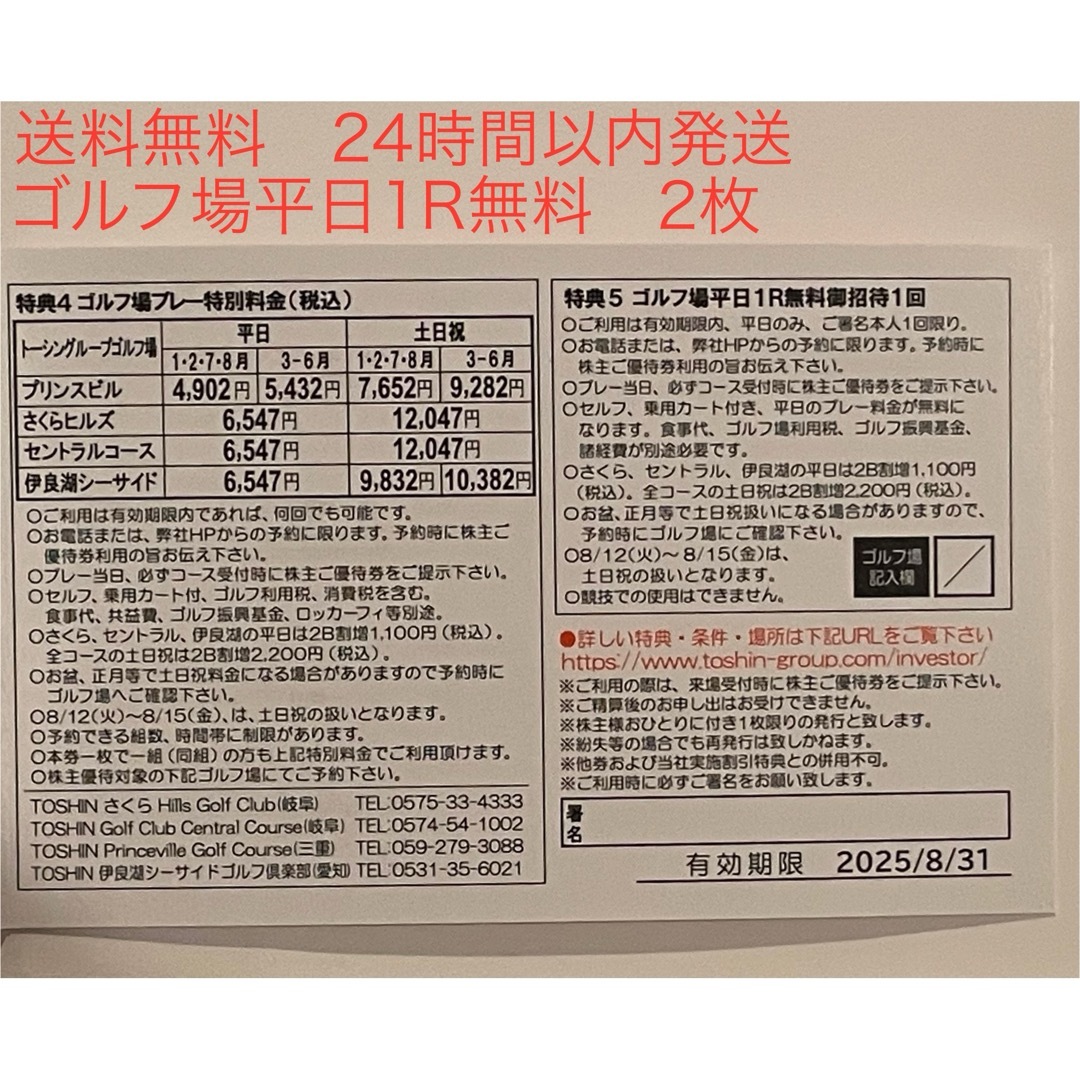 送料無料　24時間以内発送
ゴルフ場平日1R無料　2枚
特典4 ゴルフ場プレー特別料金(税込)
トーシングループゴルフ場 平日 土日祝
1・2・7・8月 3-6月 1・2・7・8月 3-6月
プリンスビル 4,902円 5,432円 7,652円 9,282円
さくらヒルズ 6,547円 12,047円
セントラルコース 6,547円 12,047円
伊良湖シーサイド 6,547円 9,832円 10,382円
○ご利用は有効期限内であれば、何回でも可能です。
○お電話または、弊社HPからの予約に限ります。予約時に株主ご
優待券利用の旨お伝え下さい。
○プレー当日、必ずコース受付時に株主ご優待券をご提示下さい。
○セルフ、乗用カート付、ゴルフ利用税、消費税を含む。
食事代、共益費、ゴルフ振興基金、ロッカーフィ等別途。
○さくら、セントラル、伊良湖の平日は2B割増1,100円(税込)。
全コースの土日祝は2B割増2,200円(税込)。
○お盆、正月等で土日祝料金になる場合がありますので予約時に
ゴルフ場へご確認下さい。
○8/12(火)~8/15(金)、は、土日祝の扱いとなります。
○予約できる組数、時間帯に制限があります。
○本券一枚で一組(同組)の方も上記特別料金でご利用頂けます。
○株主優待対象の下記ゴルフ場にてご予約下さい。
TOSHIN さくら Hills Golf Club(岐阜) TEL:0575-33-4333
TOSHIN Golf Club Central Course(岐阜) TEL:0574-54-1002
TOSHIN Princeville Golf Course(三重) TEL:059-279-3088
TOSHIN 伊良湖シーサイドゴルフ倶楽部(愛知) TEL:0531-35-6021
特典5 ゴルフ場平日1R無料御招待1回
○ご利用は有効期限内、平日のみ、ご署名本人1回限り。
○お電話または、弊社HPからの予約に限ります。予約時に
株主ご優待券利用の旨お伝え下さい。
○プレー当日、必ずコース受付時に株主ご優待券をご提示下さい。
○セルフ、乗用カート付き、平日のプレー料金が無料に
なります。食事代、ゴルフ場利用税、ゴルフ振興基金、
諸経費が別途必要です。
○さくら、セントラル、伊良湖の平日は2B割増1,100円
(税込)。全コースの土日祝は2B割増2,200円(税込)。
○お盆、正月等で土日祝扱いになる場合がありますので、
予約時にゴルフ場にご確認下さい。
○8/12(火)~8/15(金)は、
土日祝の扱いとなります。
○競技での使用はできません。
ゴルフ場
記入欄
●詳しい特典・条件・場所は下記URLをご覧下さい
https://www.toshin-group.com/investor/
※ご利用の際は、来場受付時に株主ご優待券をご提示下さい。
※ご精算後のお申し出はお受けできません。
※株主様おひとりに付き1枚限りの発行と致します。
※紛失等の場合でも再発行は致しかねます。
※他券および当社実施割引特典との併用不可。
※ご利用時に必ずご署名をお願い致します。
署名
有効期限 2025/8/31